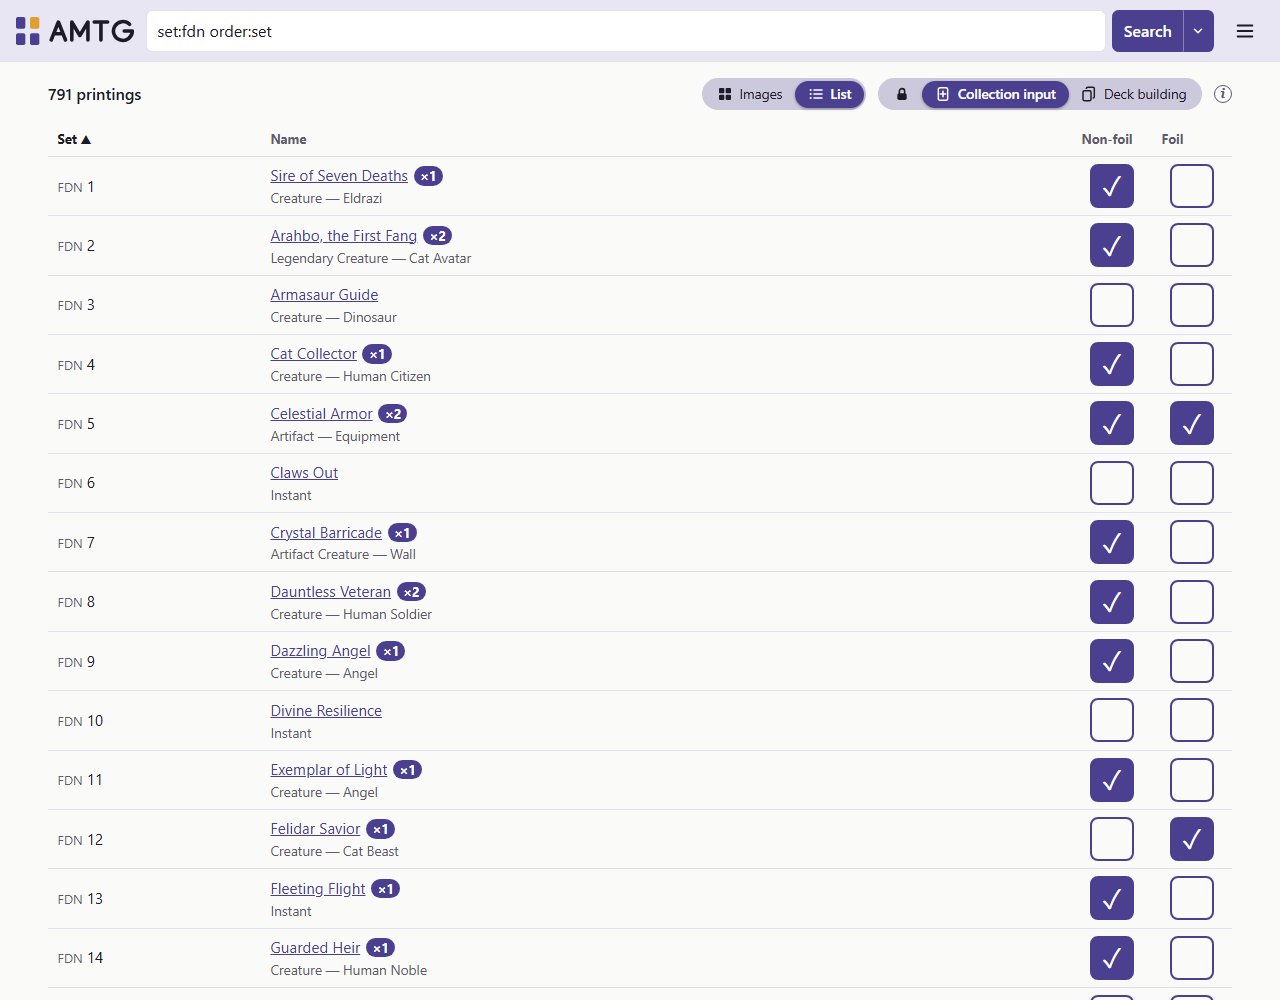 AMTG set:fdn order:set Search
791 printings Images List Collection input Deck building
Set ▲ Name Non-foil Foil
FDN 1 Sire of Seven Deaths ×1
Creature — Eldrazi
FDN 2 Arahbo, the First Fang ×2
Legendary Creature — Cat Avatar
FDN 3 Armasaur Guide
Creature — Dinosaur
FDN 4 Cat Collector ×1
Creature — Human Citizen
FDN 5 Celestial Armor ×2
Artifact — Equipment
FDN 6 Claws Out
Instant
FDN 7 Crystal Barricade ×1
Artifact Creature — Wall
FDN 8 Dauntless Veteran ×2
Creature — Human Soldier
FDN 9 Dazzling Angel ×1
Creature — Angel
FDN 10 Divine Resilience
Instant
FDN 11 Exemplar of Light ×1
Creature — Angel
FDN 12 Felidar Savior ×1
Creature — Cat Beast
FDN 13 Fleeting Flight ×1
Instant
FDN 14 Guarded Heir ×1
Creature — Human Noble